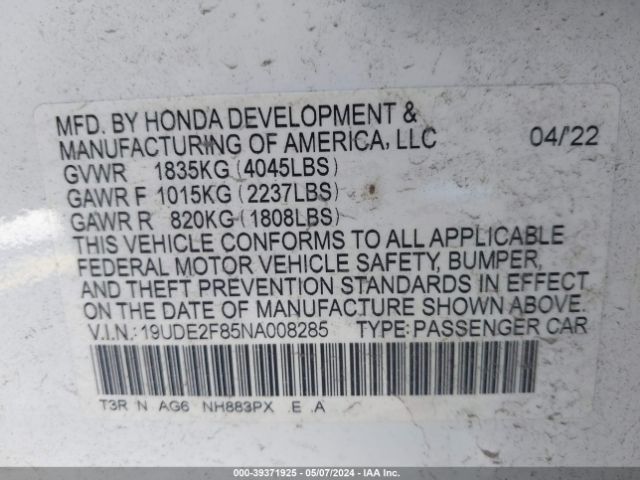 MFD. BY HONDA DEVELOPMENT &
MANUFACTURING OF AMERICA, LLC 04/'22
GVWR 1835KG (4045LBS)
GAWR F 1015KG (2237LBS)
GAWR R 820KG (1808LBS)
THIS VEHICLE CONFORMS TO ALL APPLICABLE
FEDERAL MOTOR VEHICLE SAFETY, BUMPER,
AND THEFT PREVENTION STANDARDS IN EFFECT
ON THE DATE OF MANUFACTURE SHOWN ABOVE.
V.I.N.: 19UDE2F85NA008285 TYPE: PASSENGER CAR
T3R N AG6 NH883PX .E .A
000-39371925 - 05/07/2024 - IAA Inc.